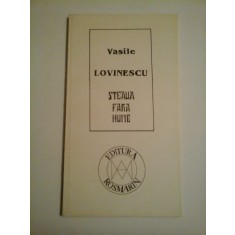 Vasile
LOVINESCU
STEAUA
FARA
NUME
EDITURA
ROSMARIN